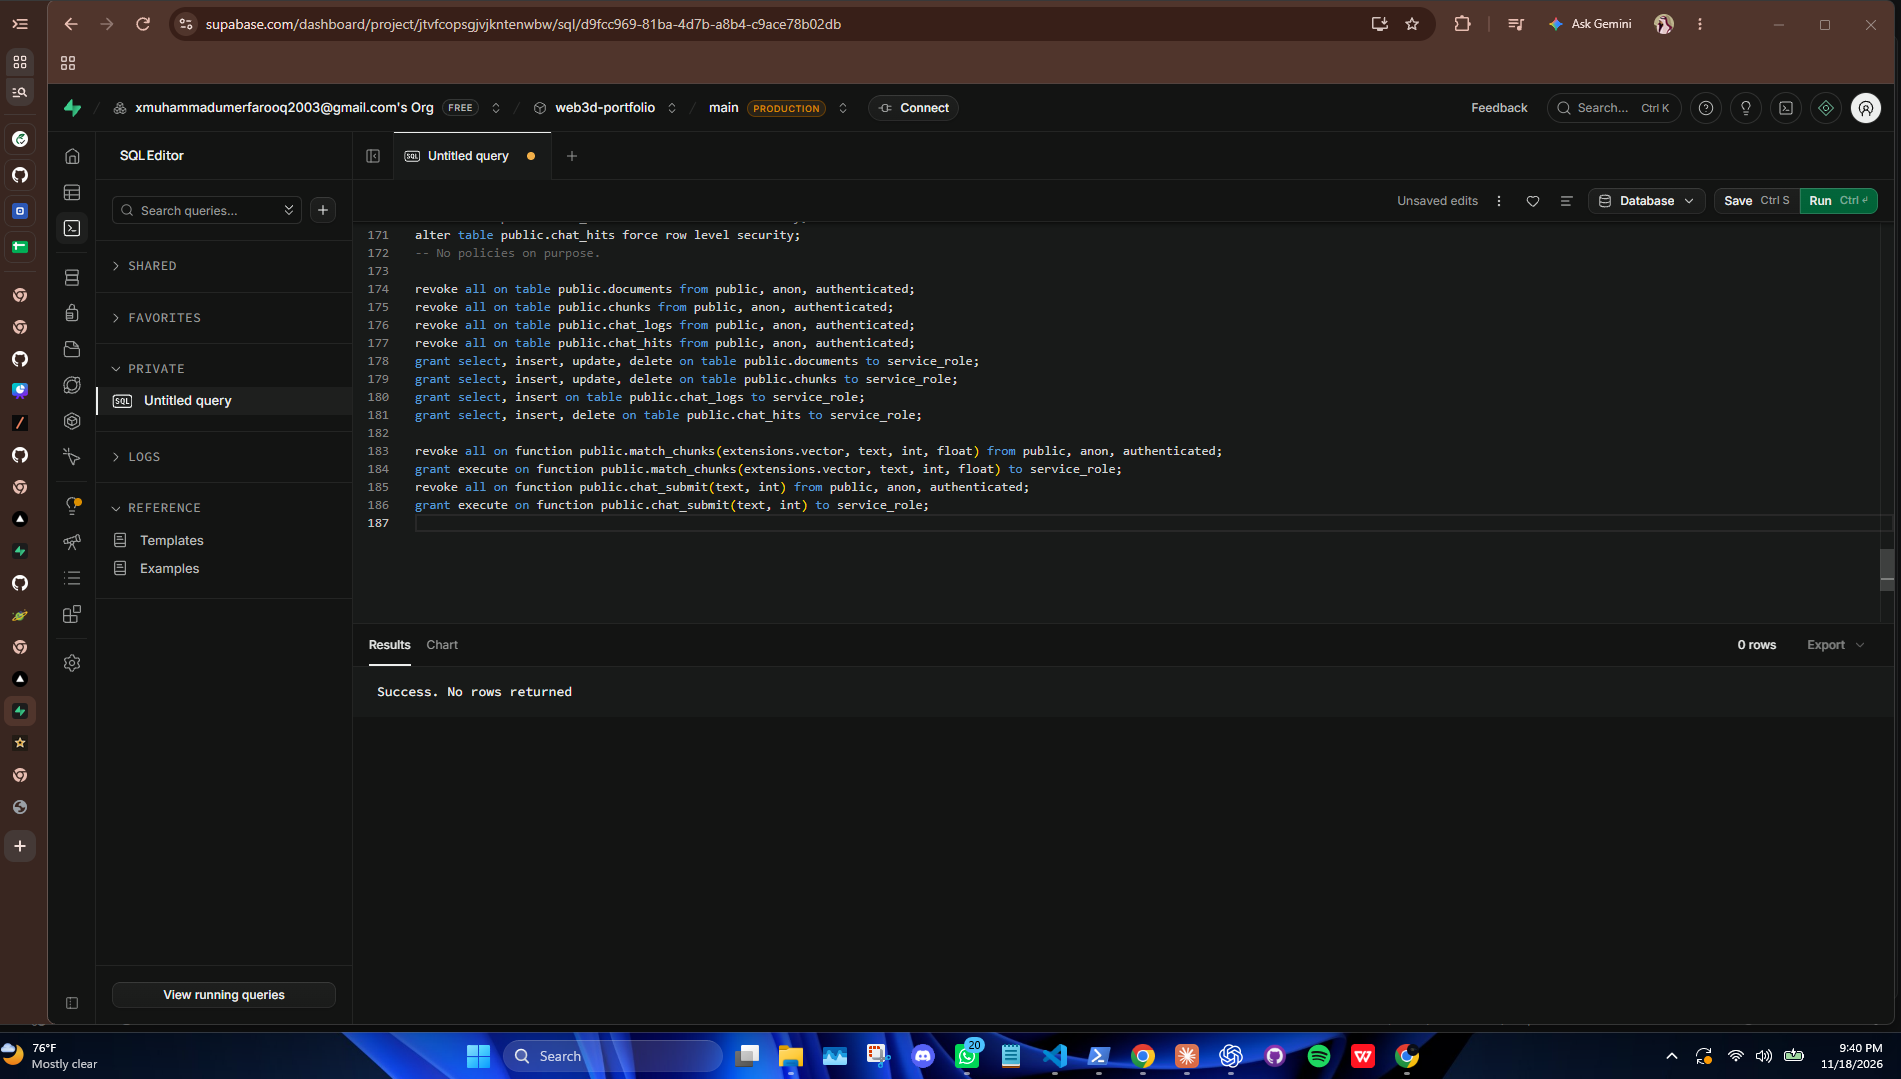 supabase.com/dashboard/project/jtvfcopsgjvjkntenwbw/sql/d9fcc969-81ba-4d7b-a8b4-c9ace78b02db
Ask Gemini
xmuhammadumerfarooq2003@gmail.com's Org FREE
web3d-portfolio
main PRODUCTION
Connect
Feedback
Search... Ctrl K
SQL Editor
SQL Untitled query
Search queries...
Unsaved edits
Database
Save Ctrl S
Run Ctrl
SHARED
FAVORITES
PRIVATE
SQL Untitled query
LOGS
REFERENCE
Templates
Examples
View running queries
171 alter table public.chat_hits force row level security;
172 -- No policies on purpose.
173
174 revoke all on table public.documents from public, anon, authenticated;
175 revoke all on table public.chunks from public, anon, authenticated;
176 revoke all on table public.chat_logs from public, anon, authenticated;
177 revoke all on table public.chat_hits from public, anon, authenticated;
178 grant select, insert, update, delete on table public.documents to service_role;
179 grant select, insert, update, delete on table public.chunks to service_role;
180 grant select, insert on table public.chat_logs to service_role;
181 grant select, insert, delete on table public.chat_hits to service_role;
182
183 revoke all on function public.match_chunks(extensions.vector, text, int, float) from public, anon, authenticated;
184 grant execute on function public.match_chunks(extensions.vector, text, int, float) to service_role;
185 revoke all on function public.chat_submit(text, int) from public, anon, authenticated;
186 grant execute on function public.chat_submit(text, int) to service_role;
187
Results Chart
0 rows
Export
Success. No rows returned
76°F
Mostly clear
Search
20
9:40 PM
11/18/2026